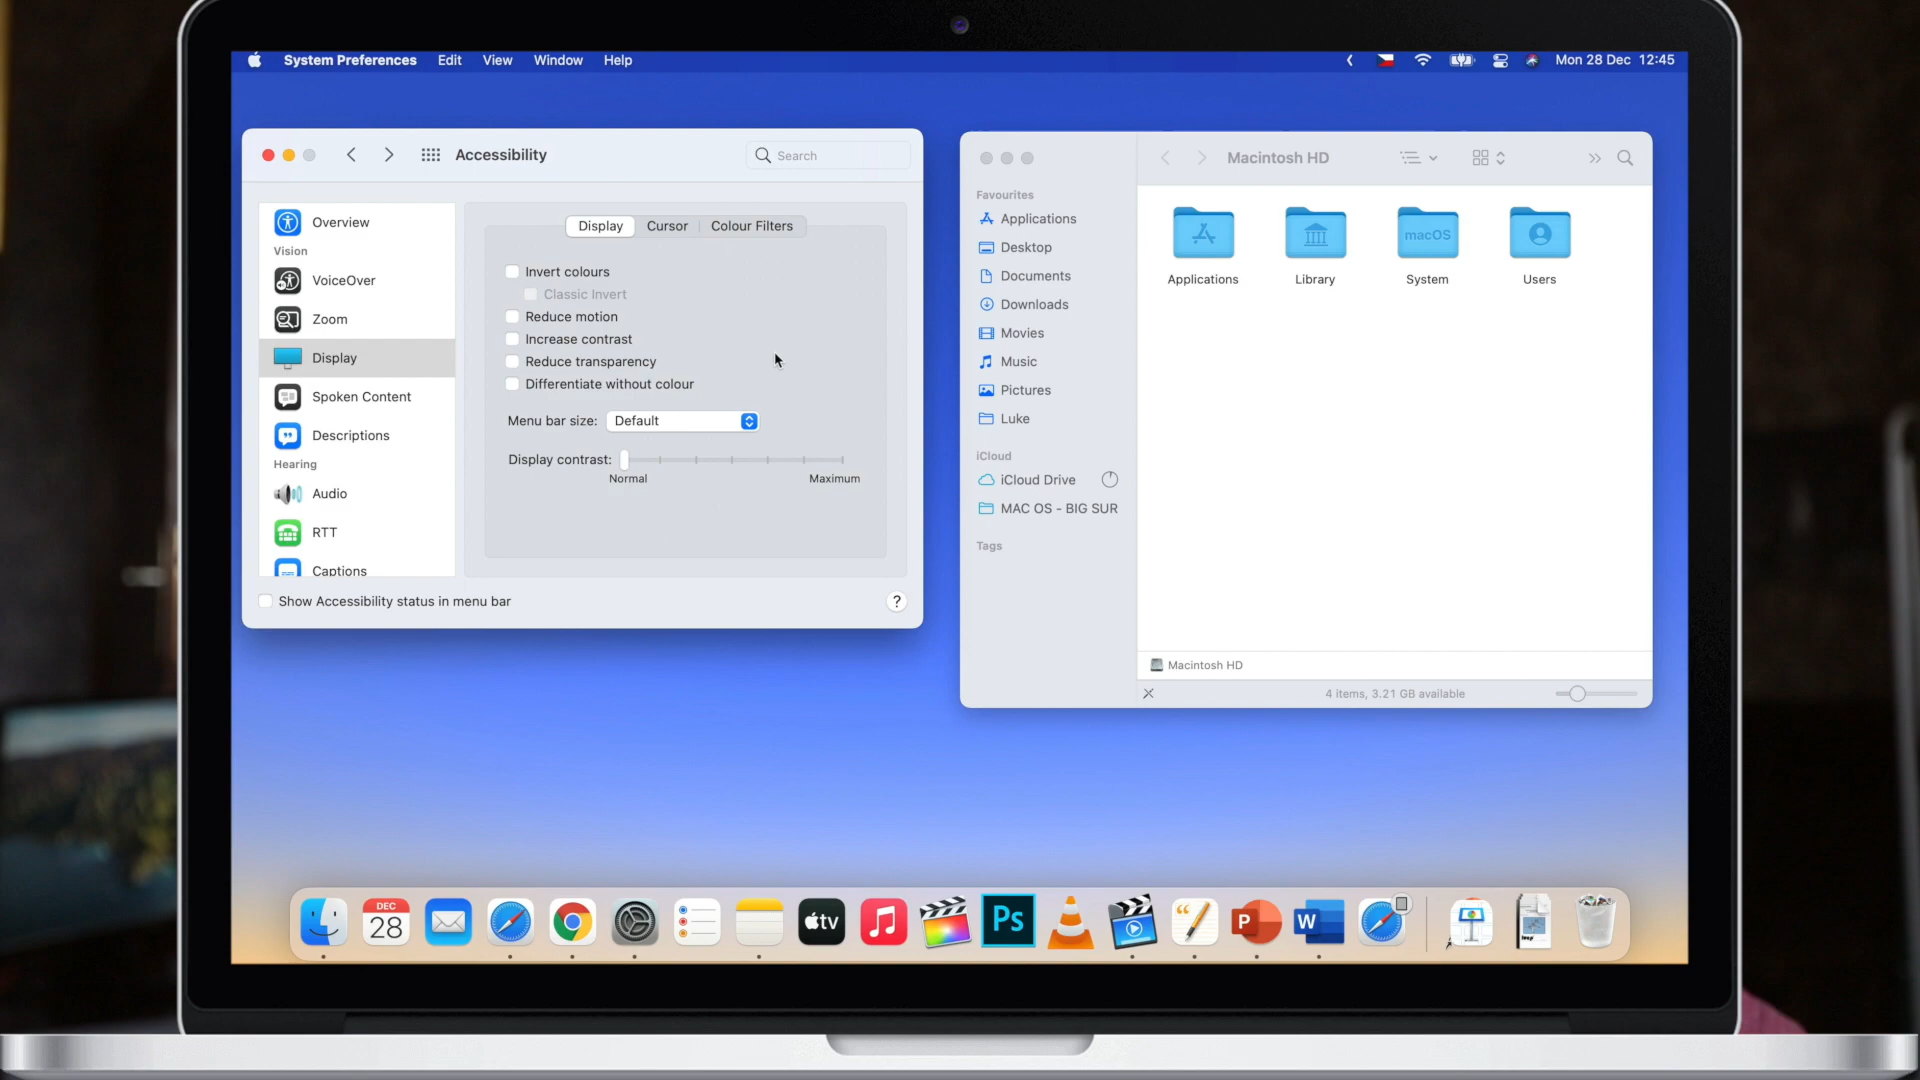 System Preferences Edit View Window Help Mon 28 Dec 12:45
Accessibility
Search
Overview
Vision
VoiceOver
Zoom
Display
Spoken Content
Descriptions
Hearing
Audio
RTT
Captions
Display Cursor Colour Filters
Invert colours
Classic Invert
Reduce motion
Increase contrast
Reduce transparency
Differentiate without colour
Menu bar size: Default
Display contrast:
Normal Maximum
Show Accessibility status in menu bar
?
Macintosh HD
Favourites
Applications
Desktop
Documents
Downloads
Movies
Music
Pictures
Luke
iCloud
iCloud Drive
MAC OS - BIG SUR
Tags
macOS
Applications Library System Users
Macintosh HD
4 items, 3.21 GB available
DEC
28
tv
Ps
P
W